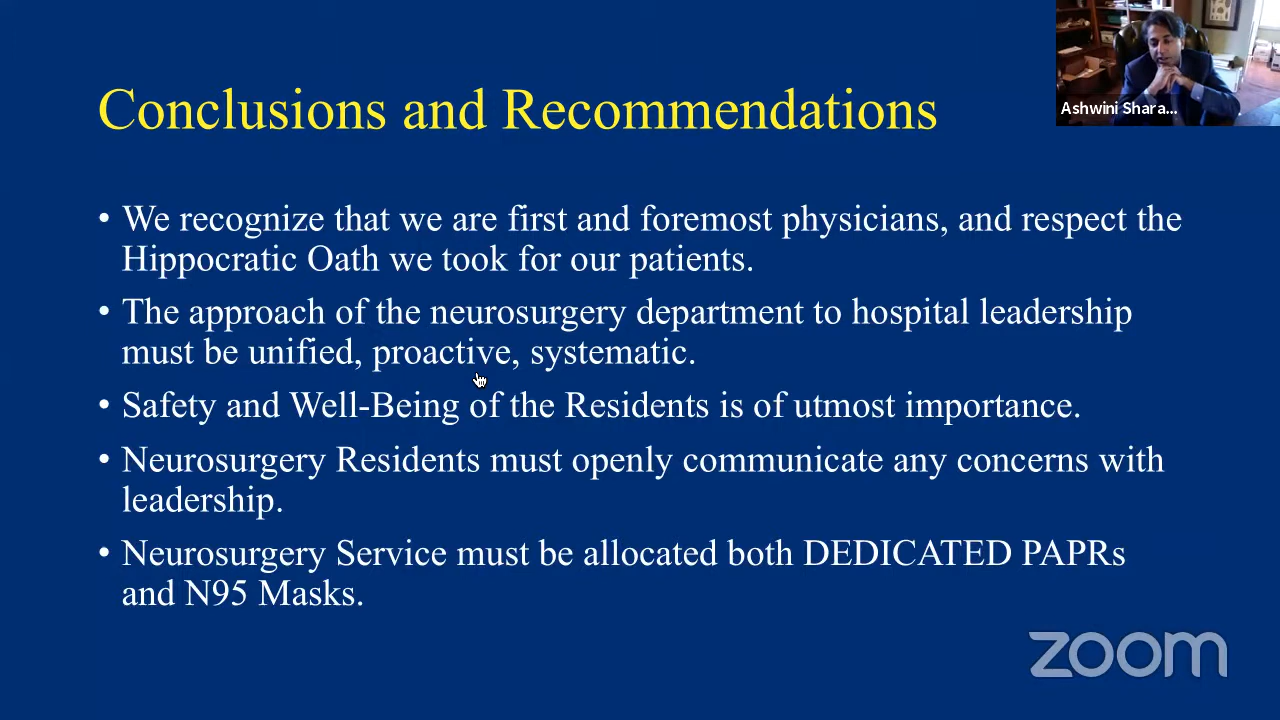 Conclusions and Recommendations
Ashwini Shara...
• We recognize that we are first and foremost physicians, and respect the
Hippocratic Oath we took for our patients.
• The approach of the neurosurgery department to hospital leadership
must be unified, proactive, systematic.
• Safety and Well-Being of the Residents is of utmost importance.
• Neurosurgery Residents must openly communicate any concerns with
leadership.
• Neurosurgery Service must be allocated both DEDICATED PAPRs
and N95 Masks.
zoom